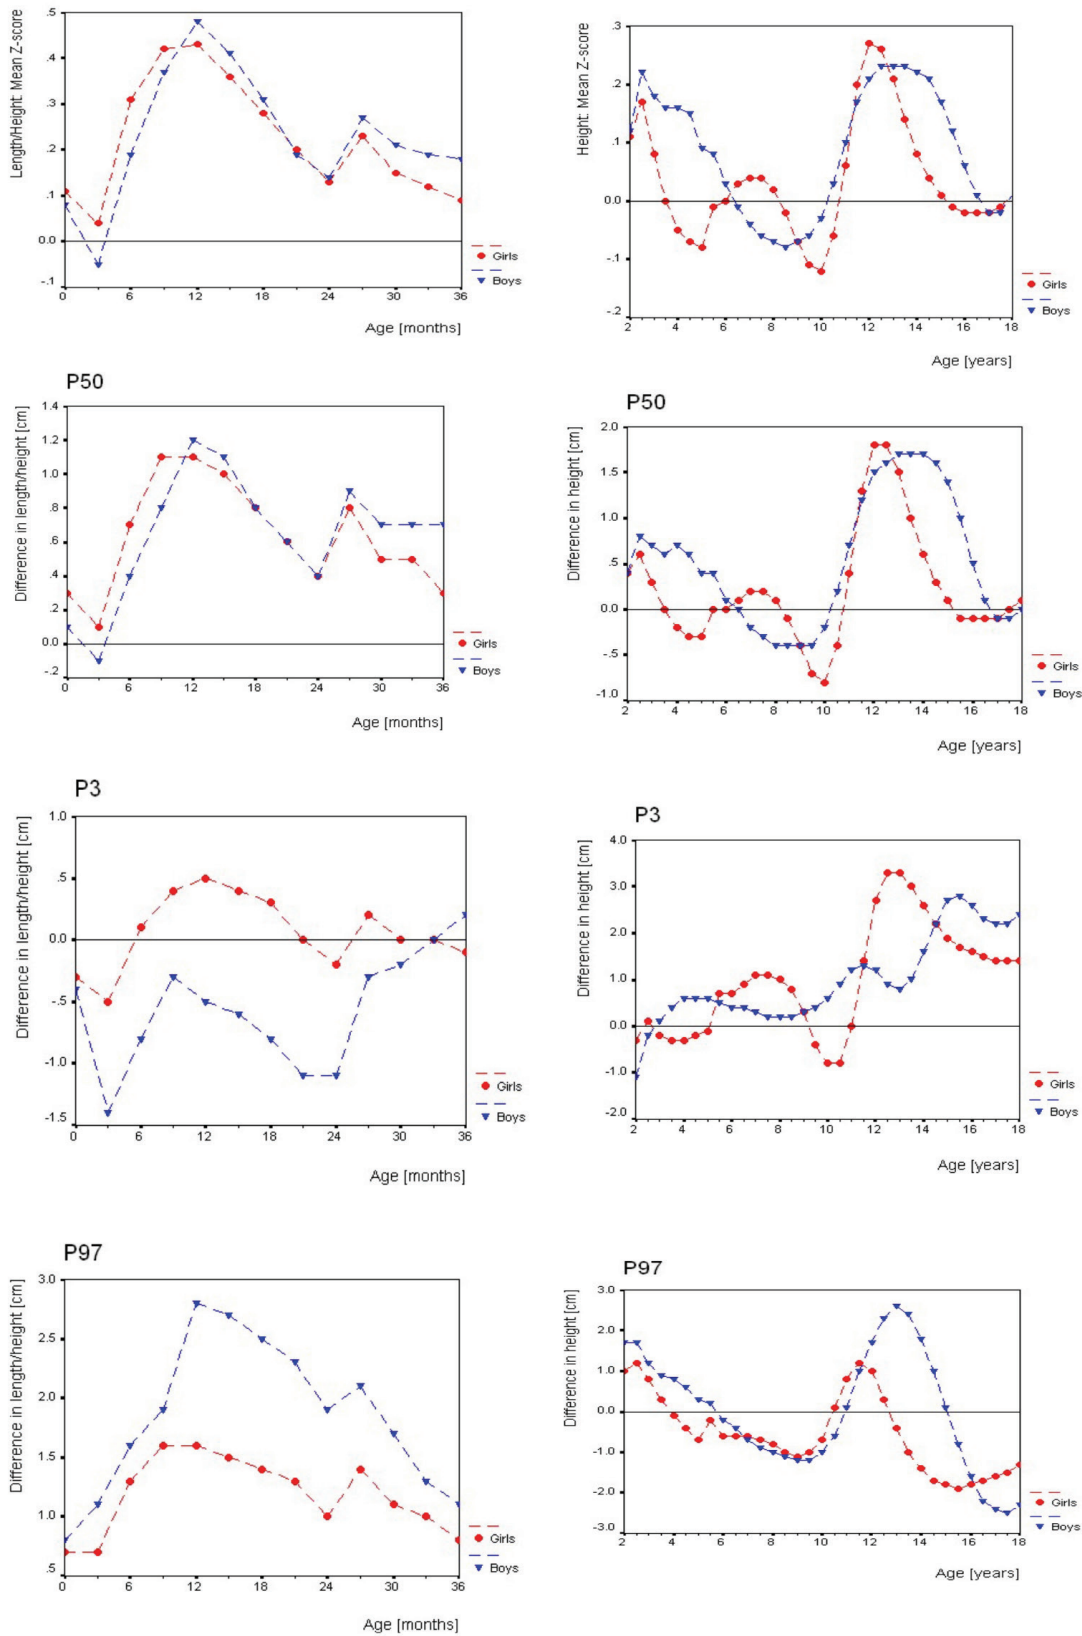 Length/Height: Mean Z-score
.5
.4
.3
.2
.1
0.0
-.1
0 6 12 18 24 30 36
Age [months]
Girls
Boys
Height: Mean Z-score
.3
.2
.1
0.0
-.1
-.2
2 4 6 8 10 12 14 16 18
Age [years]
Girls
Boys
P50
Difference in length/height [cm]
1.4
1.2
1.0
.8
.6
.4
.2
0.0
-.2
0 6 12 18 24 30 36
Age [months]
Girls
Boys
P50
Difference in height [cm]
2.0
1.5
1.0
.5
0.0
-.5
-1.0
2 4 6 8 10 12 14 16 18
Age [years]
Girls
Boys
P3
Difference in length/height [cm]
1.0
.5
0.0
-.5
-1.0
-1.5
0 6 12 18 24 30 36
Age [months]
Girls
Boys
P3
Difference in height [cm]
4.0
3.0
2.0
1.0
0.0
-1.0
-2.0
2 4 6 8 10 12 14 16 18
Age [years]
Girls
Boys
P97
Difference in length/height [cm]
3.0
2.5
2.0
1.5
1.0
.5
0 6 12 18 24 30 36
Age [months]
Girls
Boys
P97
Difference in height [cm]
3.0
2.0
1.0
0.0
-1.0
-2.0
-3.0
2 4 6 8 10 12 14 16 18
Age [years]
Girls
Boys